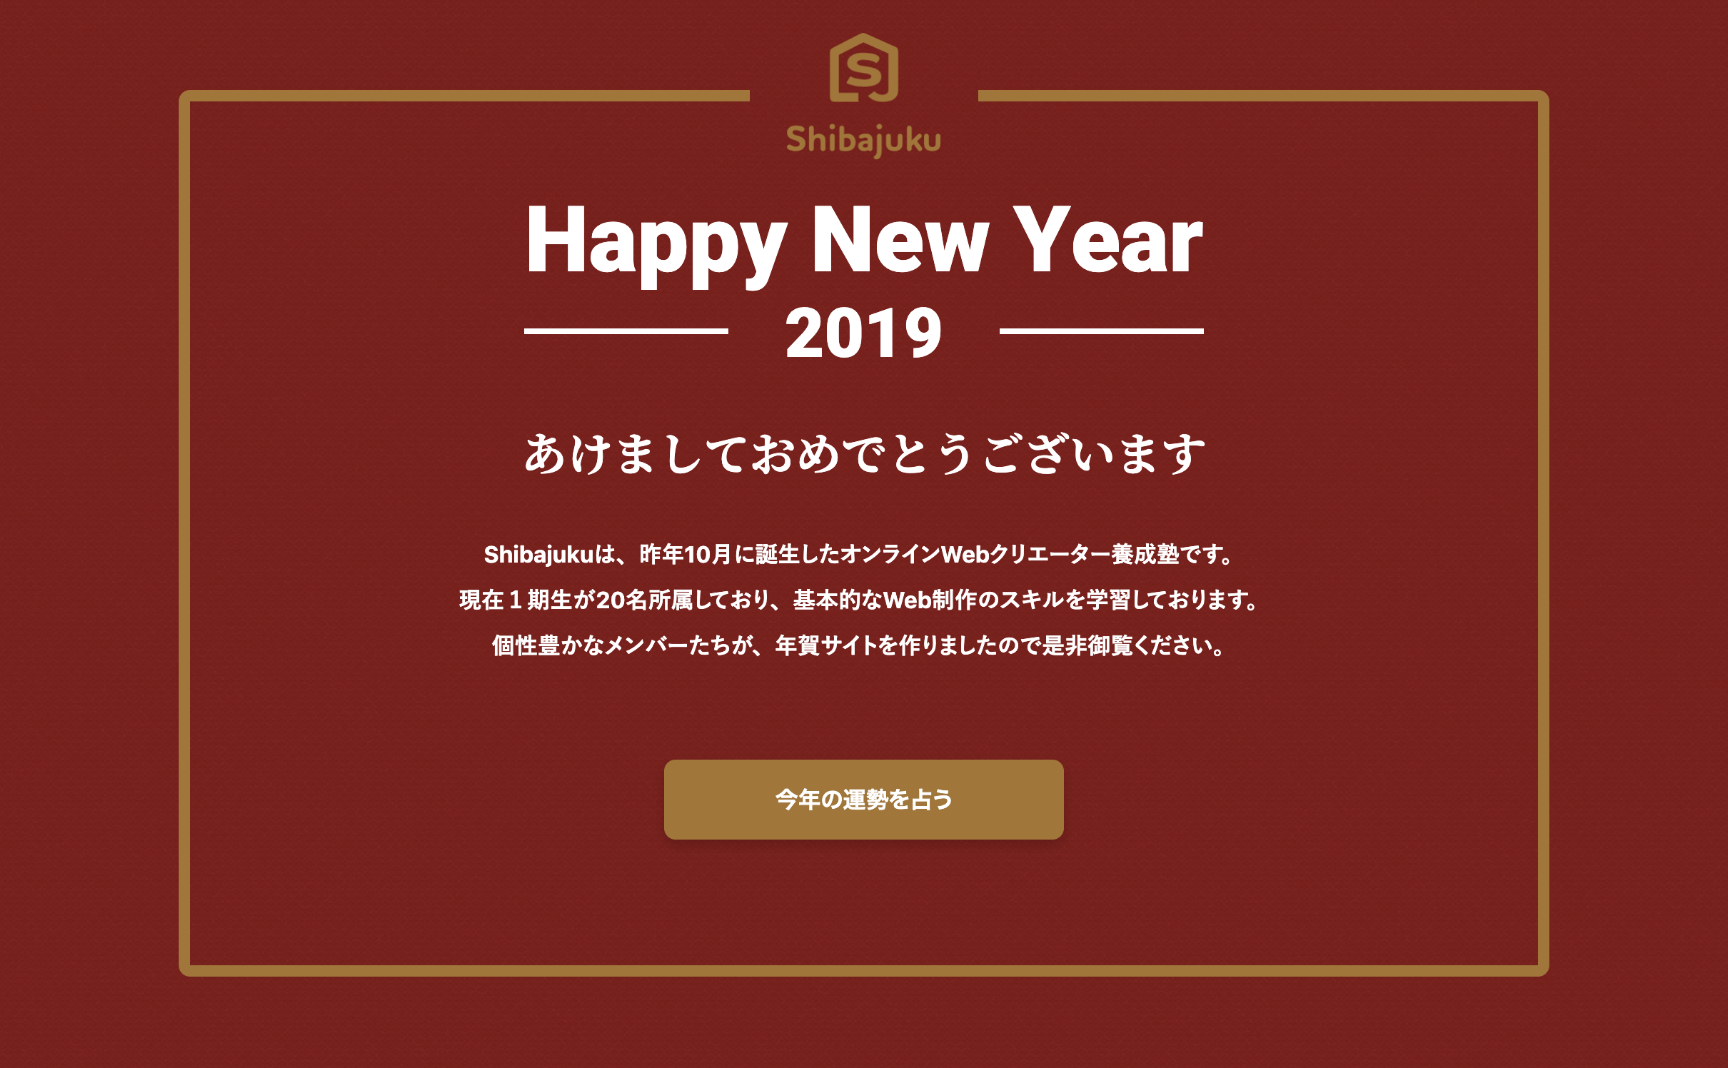 S
Shibajuku
Happy New Year
2019
あけましておめでとうございます
Shibajukuは、昨年10月に誕生したオンラインWebクリエーター養成塾です。
現在１期生が20名所属しており、基本的なWeb制作のスキルを学習しております。
個性豊かなメンバーたちが、年賀サイトを作りましたので是非御覧ください。
今年の運勢を占う